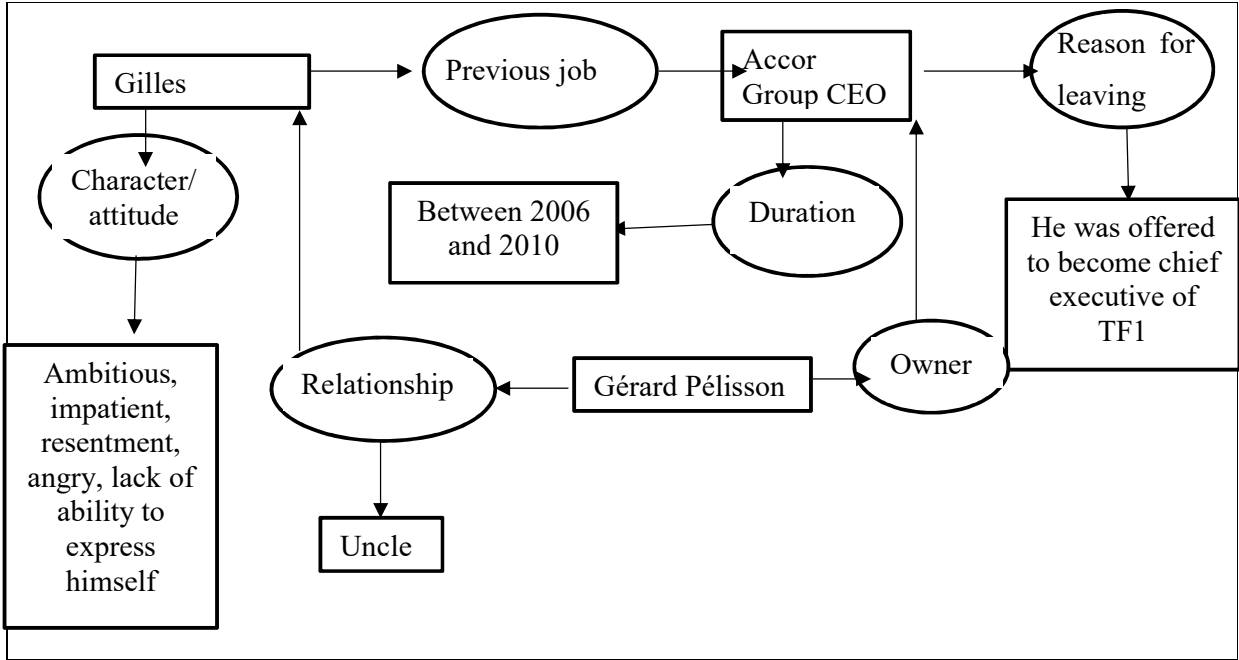 Gilles
Previous job
Accor
Group CEO
Reason for
leaving
Character/
attitude
Between 2006
and 2010
Duration
He was offered
to become chief
executive of
TF1
Ambitious,
impatient,
resentment,
angry, lack of
ability to
express
himself
Relationship
Gérard Pélisson
Owner
Uncle